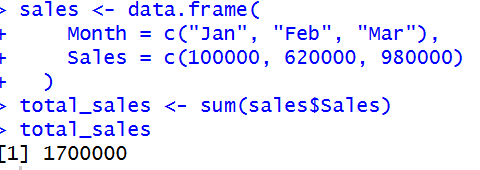 > sales <- data.frame(
+     Month = c("Jan", "Feb", "Mar"),
+     Sales = c(100000, 620000, 980000)
+   )
> total_sales <- sum(sales$Sales)
> total_sales
[1] 1700000